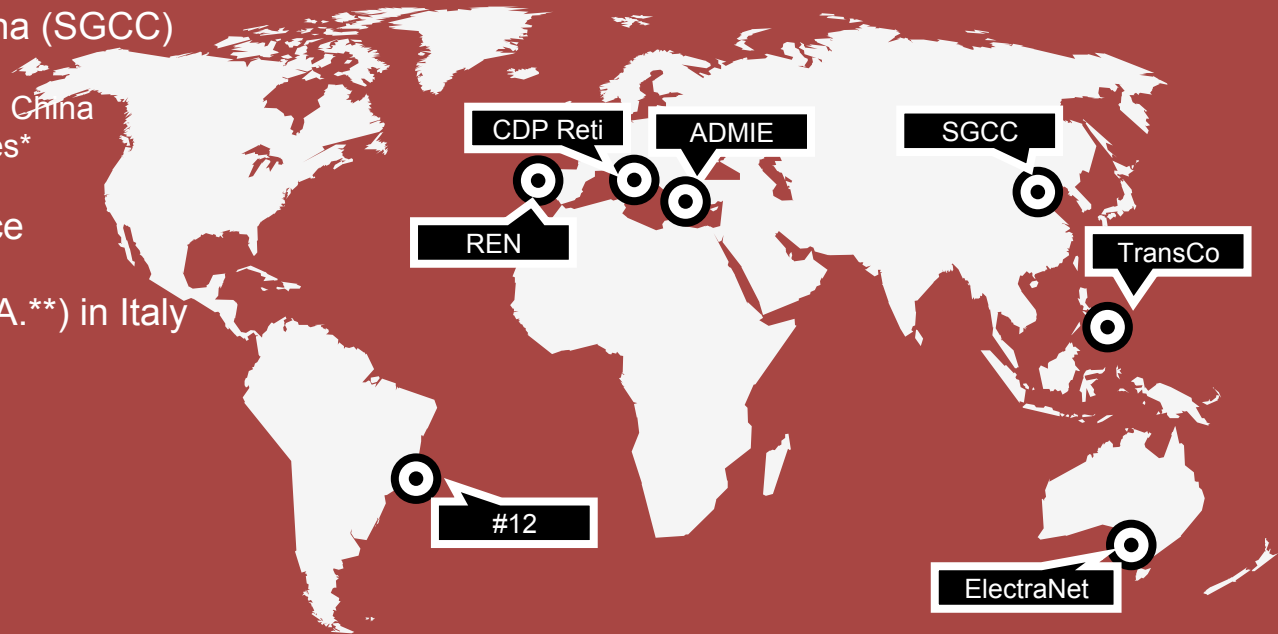 na (SGCC)
China
es*
ce
A.**) in Italy
CDP Reti
ADMIE
SGCC
REN
TransCo
#12
ElectraNet